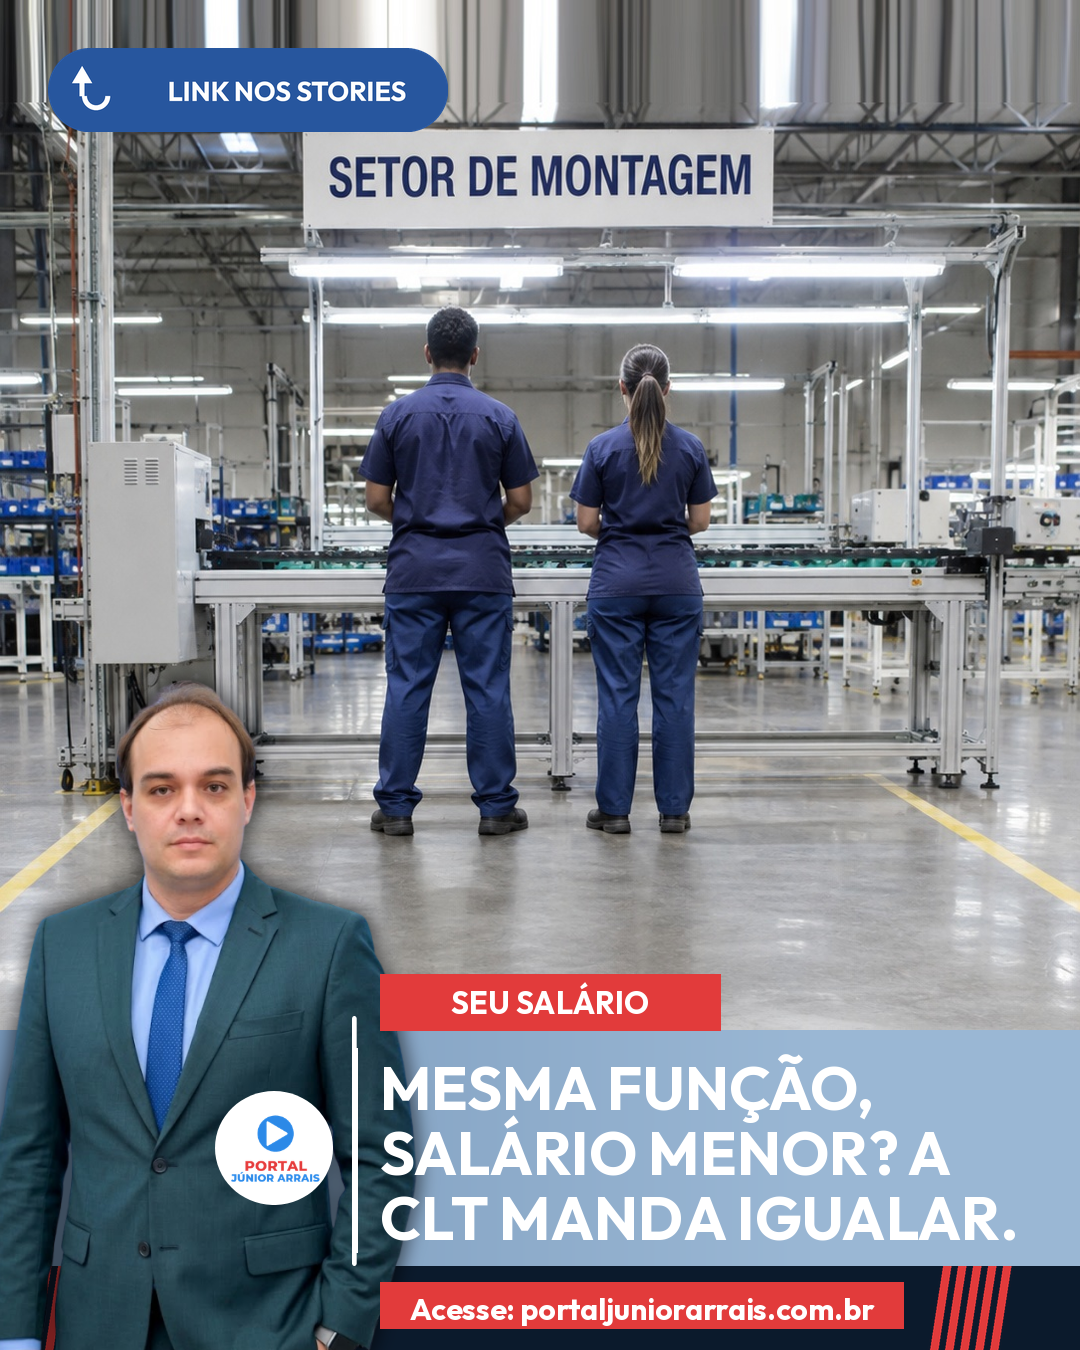 LINK NOS STORIES
SETOR DE MONTAGEM
SEU SALÁRIO
MESMA FUNÇÃO,
SALÁRIO MENOR? A
CLT MANDA IGUALAR.
PORTAL
JÚNIOR ARRAIS
Acesse: portaljuniorarrais.com.br